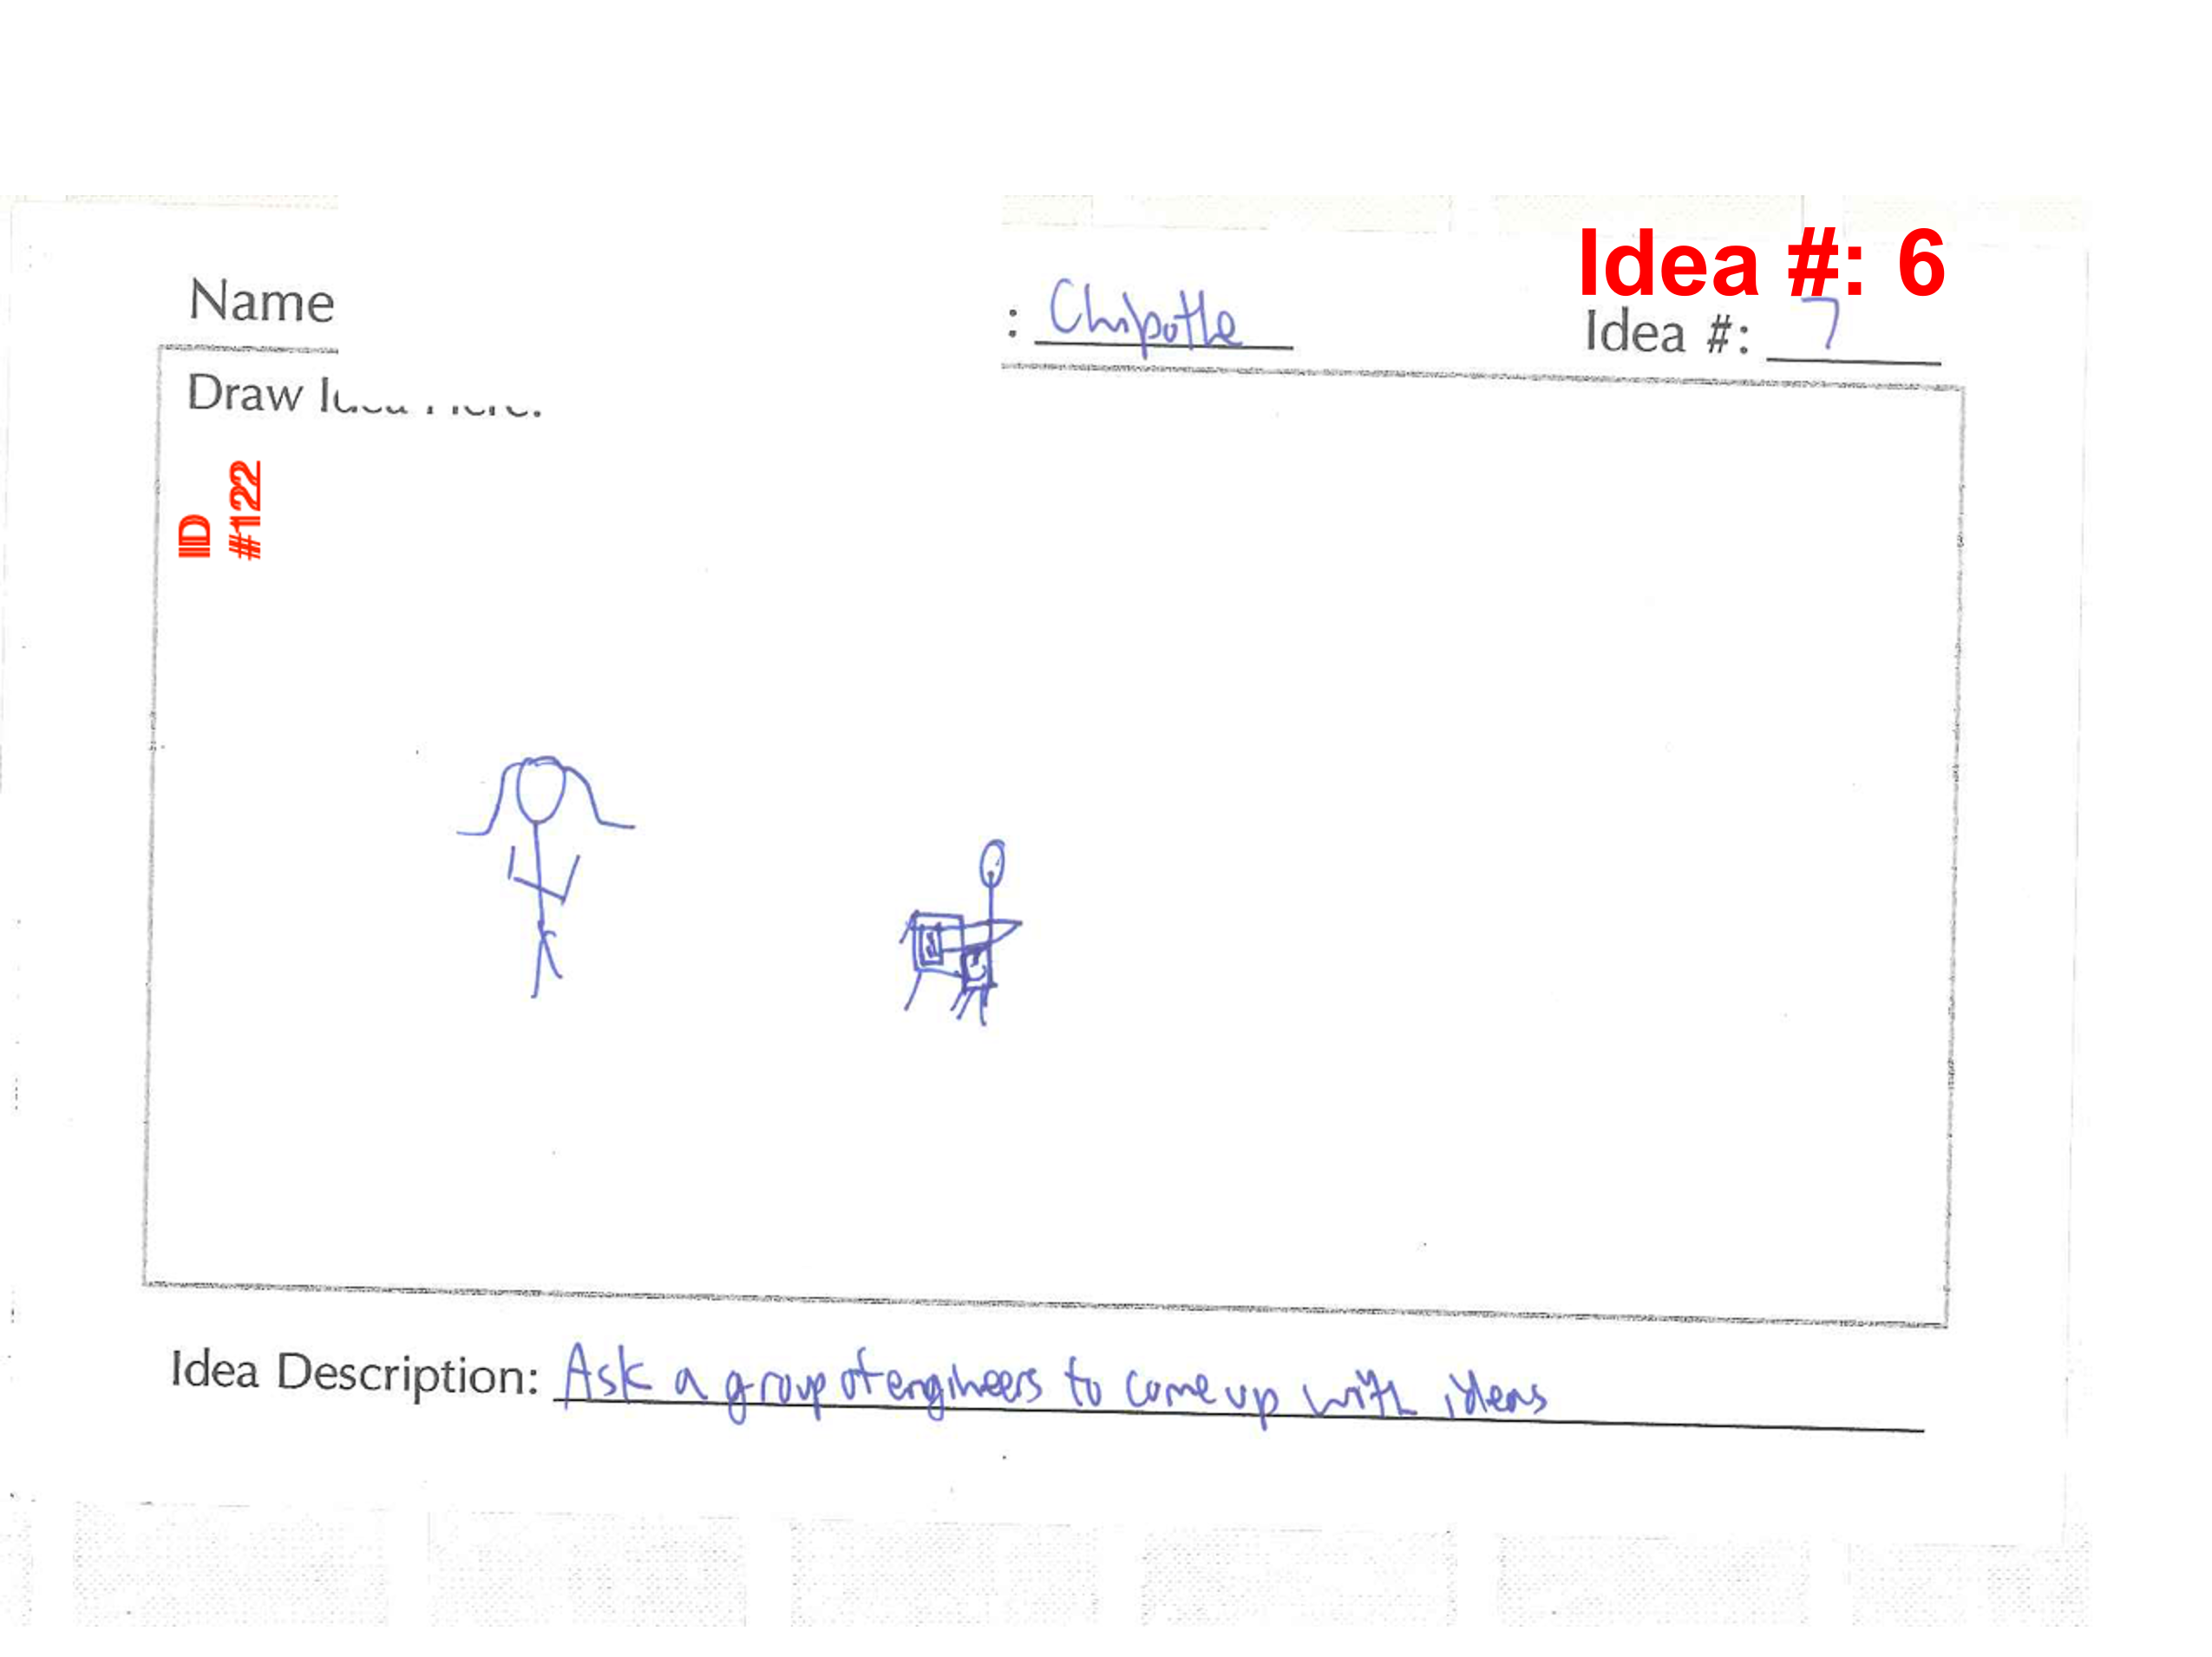 Idea #: 6
Name : Chipotle Idea #: 7
Draw Idea Here:
ID
#122
Idea Description: Ask a group of engineers to come up with ideas